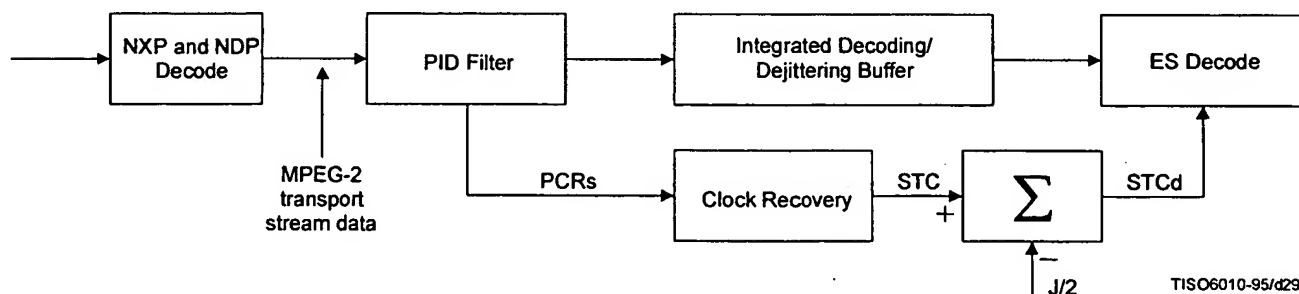 NXP and NDP
Decode
PID Filter
Integrated Decoding/
Dejittering Buffer
ES Decode
MPEG-2
transport
stream data
PCRs
Clock Recovery
STC
+
Σ
STCd
−
J/2
TISO6010-95/d29